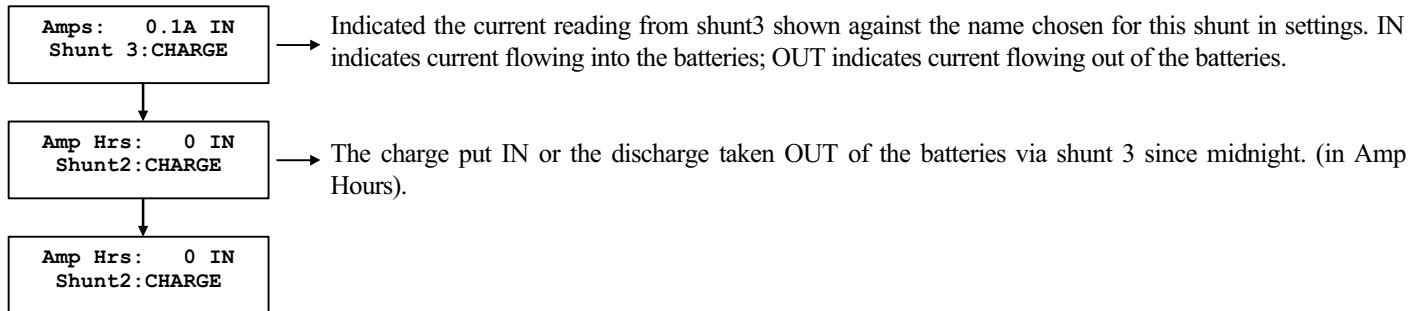 Amps: 0.1A IN
Shunt 3:CHARGE
Indicated the current reading from shunt3 shown against the name chosen for this shunt in settings. IN
indicates current flowing into the batteries; OUT indicates current flowing out of the batteries.
Amp Hrs: 0 IN
Shunt2:CHARGE
The charge put IN or the discharge taken OUT of the batteries via shunt 3 since midnight. (in Amp
Hours).
Amp Hrs: 0 IN
Shunt2:CHARGE